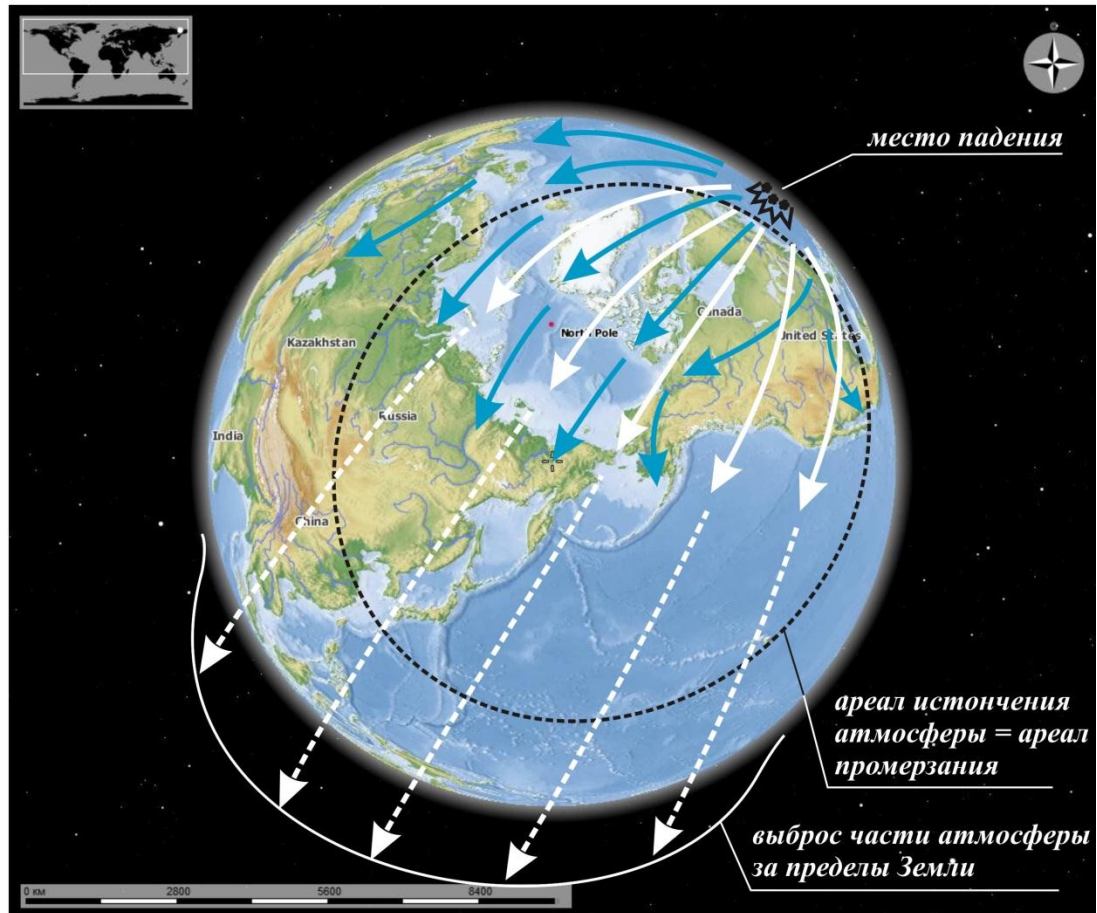 место падения
Canada
North Pole
United States
Kazakhstan
Russia
India
China
ареал истончения
атмосферы = ареал
промерзания
выброс части атмосферы
за пределы Земли
0 км 2800 5600 8400